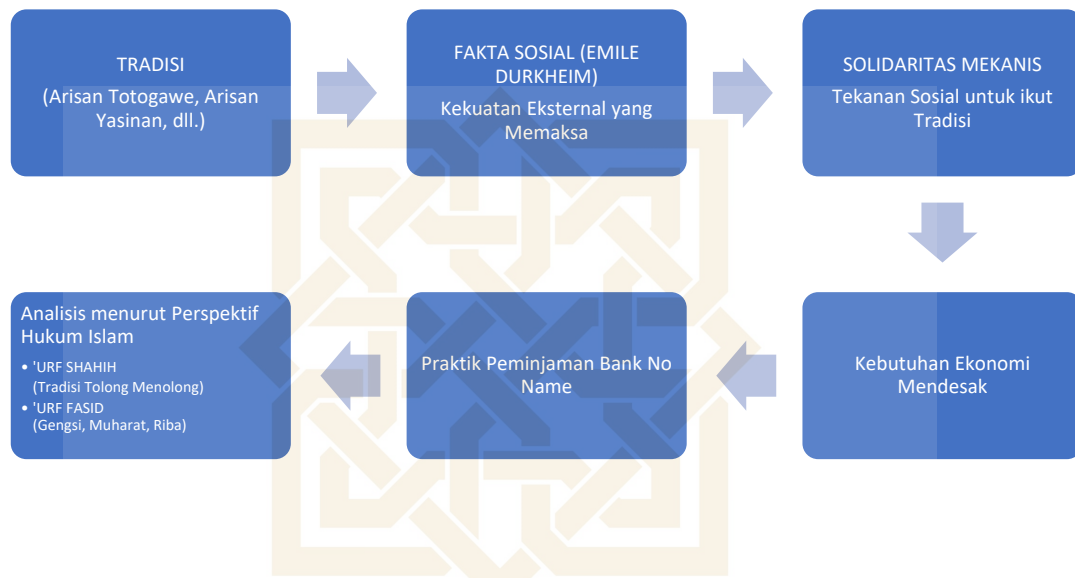 TRADISI
(Arisan Totogawe, Arisan
Yasinan, dll.)
FAKTA SOSIAL (EMILE
DURKHEIM)
Kekuatan Eksternal yang
Memaksa
SOLIDARITAS MEKANIS
Tekanan Sosial untuk ikut
Tradisi
Kebutuhan Ekonomi
Mendesak
Praktik Peminjaman Bank No
Name
Analisis menurut Perspektif
Hukum Islam
• 'URF SHAHIH
(Tradisi Tolong Menolong)
• 'URF FASID
(Gengsi, Muharat, Riba)